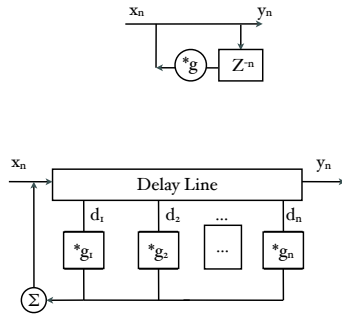 xn yn
*g Z-n
xn yn
Delay Line
d1 d2 ... dn
*g1 *g2 ... *gn
Σ